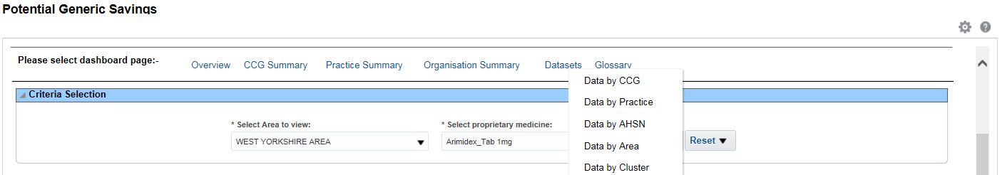 Potential Generic Savings
Please select dashboard page:-
Overview CCG Summary Practice Summary Organisation Summary Datasets Glossary
Data by CCG
Data by Practice
Data by AHSN
Data by Area
Data by Cluster
Criteria Selection
* Select Area to view:
WEST YORKSHIRE AREA
* Select proprietary medicine:
Arimidex_Tab 1mg
Reset